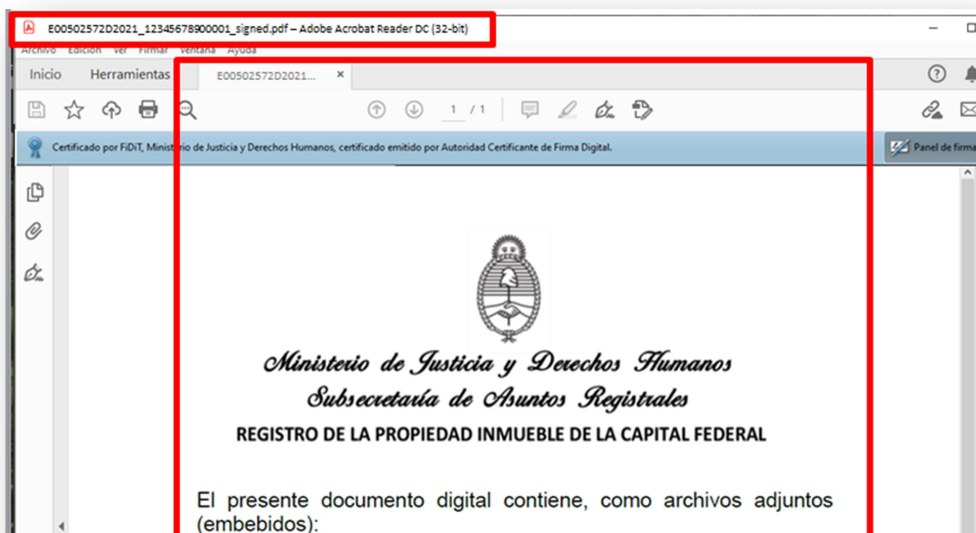 E00502572D2021_12345678900001_signed.pdf – Adobe Acrobat Reader DC (32-bit)
Archivo Edición Ver Firmar Ventana Ayuda
Inicio Herramientas E00502572D2021... ×
1 / 1
Certificado por FiDiT, Ministerio de Justicia y Derechos Humanos, certificado emitido por Autoridad Certificante de Firma Digital.
Panel de firma
Ministerio de Justicia y Derechos Humanos
Subsecretaría de Asuntos Registrales
REGISTRO DE LA PROPIEDAD INMUEBLE DE LA CAPITAL FEDERAL
El presente documento digital contiene, como archivos adjuntos
(embebidos):